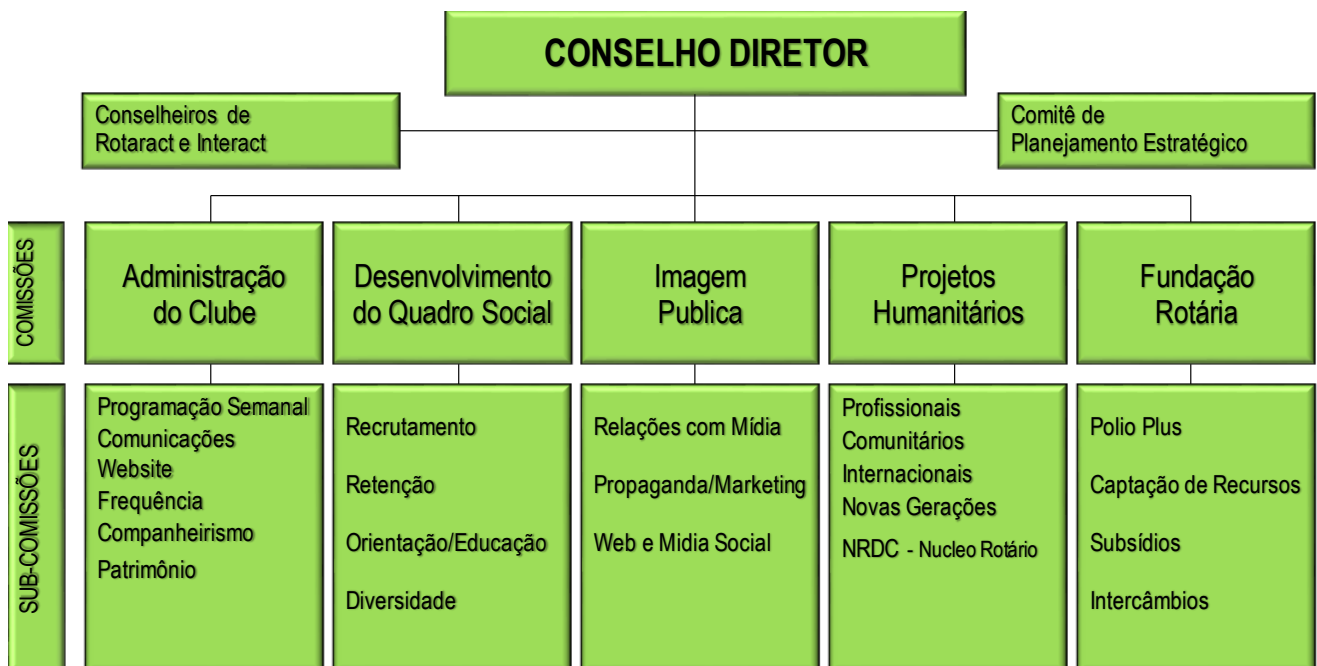 CONSELHO DIRETOR
Conselheiros de
Rotaract e Interact
Comitê de
Planejamento Estratégico
COMISSÕES
Administração
do Clube
Desenvolvimento
do Quadro Social
Imagem
Publica
Projetos
Humanitários
Fundação
Rotária
SUB-COMISSÕES
Programação Semanal
Comunicações
Website
Frequência
Companheirismo
Patrimônio
Recrutamento
Retenção
Orientação/Educação
Diversidade
Relações com Mídia
Propaganda/Marketing
Web e Midia Social
Profissionais
Comunitários
Internacionais
Novas Gerações
NRDC - Nucleo Rotário
Polio Plus
Captação de Recursos
Subsídios
Intercâmbios